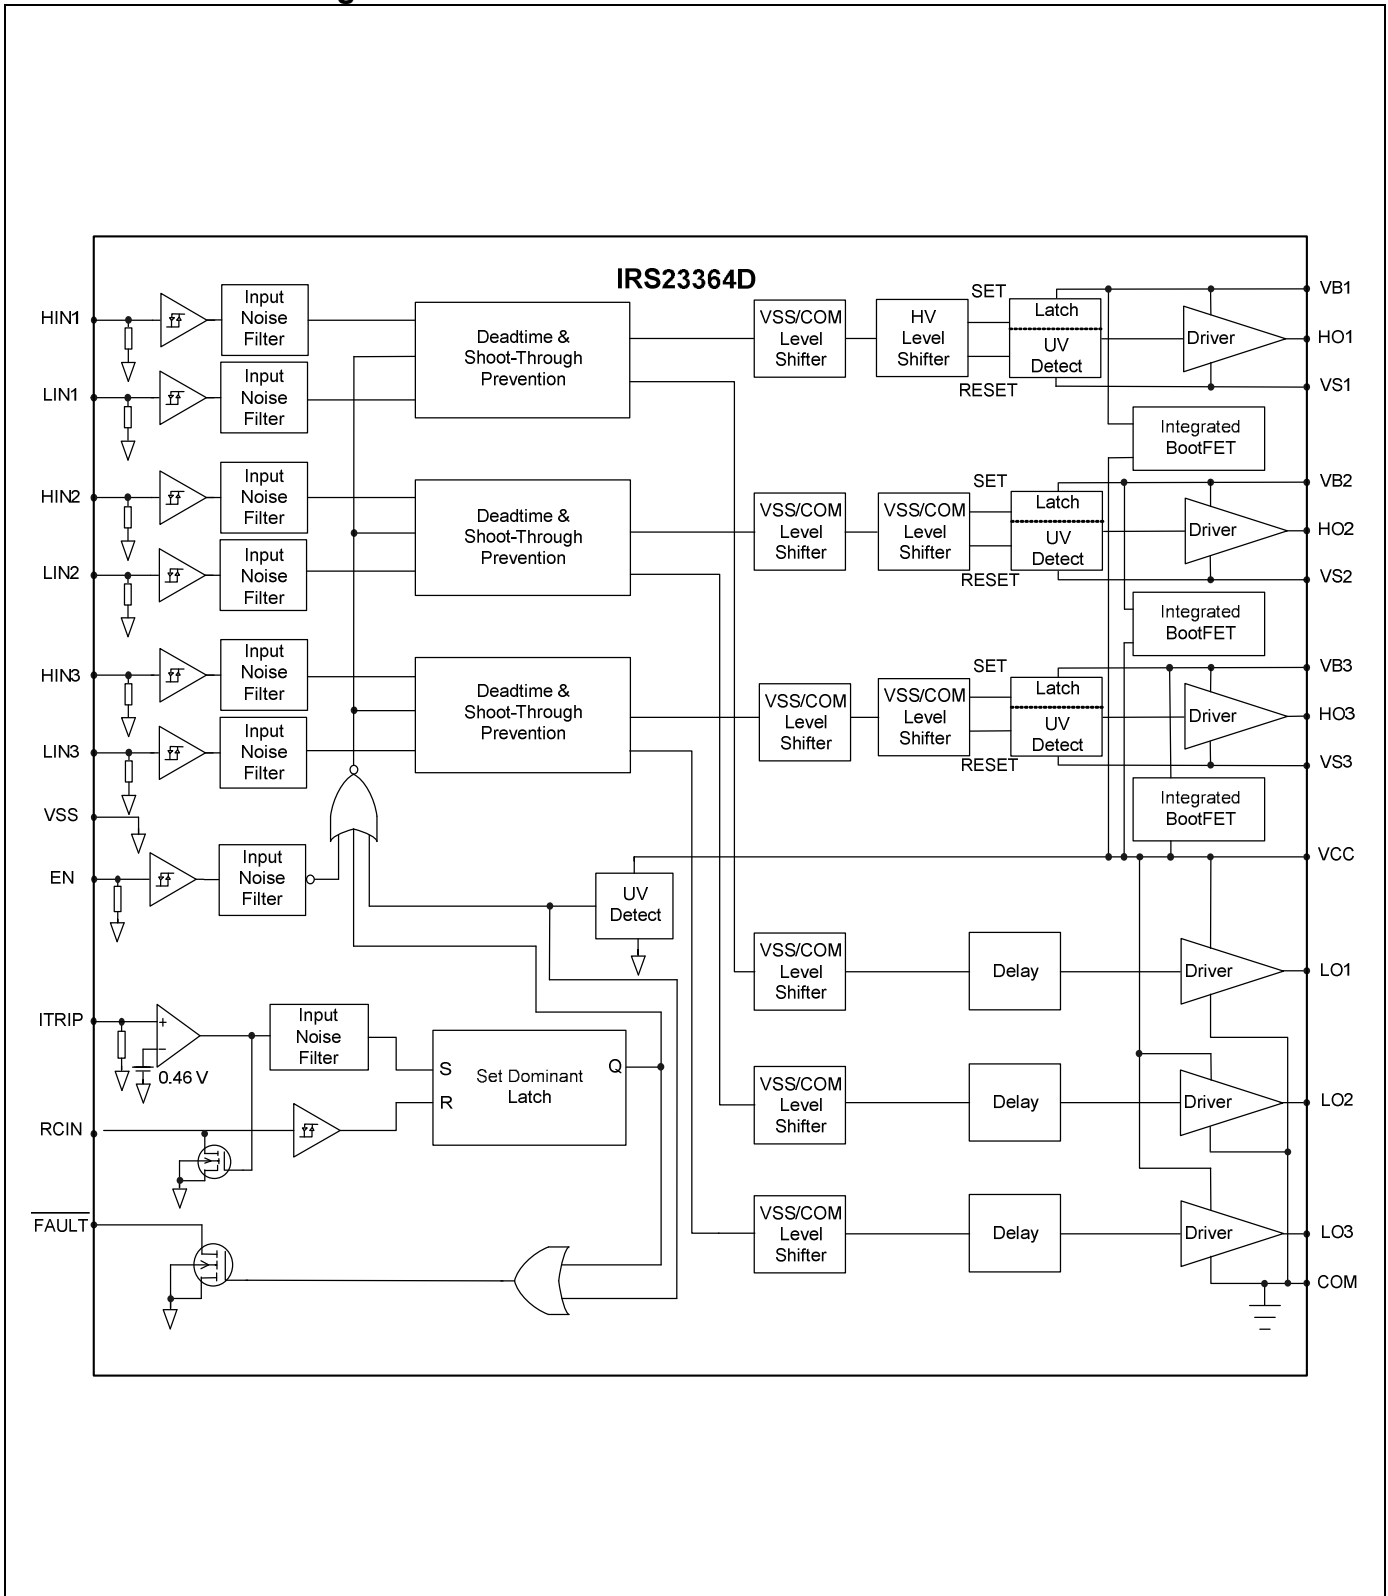 IRS23364D
HIN1
Input
Noise
Filter
LIN1
Input
Noise
Filter
Deadtime &
Shoot-Through
Prevention
VSS/COM
Level
Shifter
HV
Level
Shifter
SET
RESET
Latch
UV
Detect
Driver
VB1
HO1
VS1
Integrated
BootFET
HIN2
Input
Noise
Filter
LIN2
Input
Noise
Filter
Deadtime &
Shoot-Through
Prevention
VSS/COM
Level
Shifter
VSS/COM
Level
Shifter
SET
RESET
Latch
UV
Detect
Driver
VB2
HO2
VS2
Integrated
BootFET
HIN3
Input
Noise
Filter
LIN3
Input
Noise
Filter
Deadtime &
Shoot-Through
Prevention
VSS/COM
Level
Shifter
VSS/COM
Level
Shifter
SET
RESET
Latch
UV
Detect
Driver
VB3
HO3
VS3
Integrated
BootFET
VSS
EN
Input
Noise
Filter
UV
Detect
VCC
VSS/COM
Level
Shifter
Delay
Driver
LO1
ITRIP
+
−
0.46 V
Input
Noise
Filter
S
R
Q
Set Dominant
Latch
RCIN
VSS/COM
Level
Shifter
Delay
Driver
LO2
FAULT
VSS/COM
Level
Shifter
Delay
Driver
LO3
COM